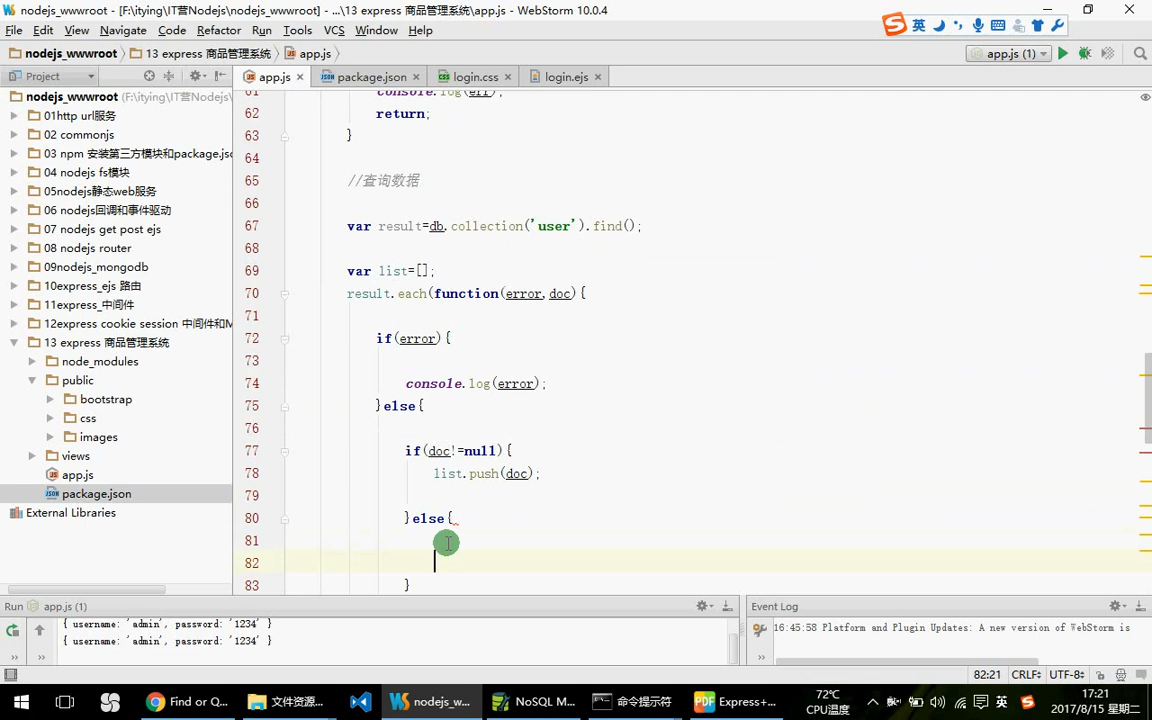 nodejs_wwwroot - [F:\itying\IT营Nodejs\nodejs_wwwroot] - ...\13 express 商品管理系统\app.js - WebStorm 10.0.4
File Edit View Navigate Code Refactor Run Tools VCS Window Help
英
nodejs_wwwroot 13 express 商品管理系统 app.js
app.js (1)
Project
app.js package.json login.css login.ejs
nodejs_wwwroot (F:\itying\IT营Nodejs\
01http url服务
02 commonjs
03 npm 安装第三方模块和package.jso
04 nodejs fs模块
05nodejs静态web服务
06 nodejs回调和事件驱动
07 nodejs get post ejs
08 nodejs router
09nodejs_mongodb
10express_ejs 路由
11express_中间件
12express cookie session 中间件和M
13 express 商品管理系统
node_modules
public
bootstrap
css
images
views
app.js
package.json
External Libraries
61 console.log(err);
62 return;
63 }
64
65 //查询数据
66
67 var result=db.collection('user').find();
68
69 var list=[];
70 result.each(function(error,doc){
71
72 if(error){
73
74 console.log(error);
75 }else{
76
77 if(doc!=null){
78 list.push(doc);
79
80 }else{
81
82
83 }
Run app.js (1)
{ username: 'admin', password: '1234' }
{ username: 'admin', password: '1234' }
Event Log
16:45:58 Platform and Plugin Updates: A new version of WebStorm is
82:21 CRLF UTF-8
Find or Q...
文件资源...
nodejs_w...
NoSQL M...
命令提示符
Express+...
72℃
CPU温度
英
17:21
2017/8/15 星期二